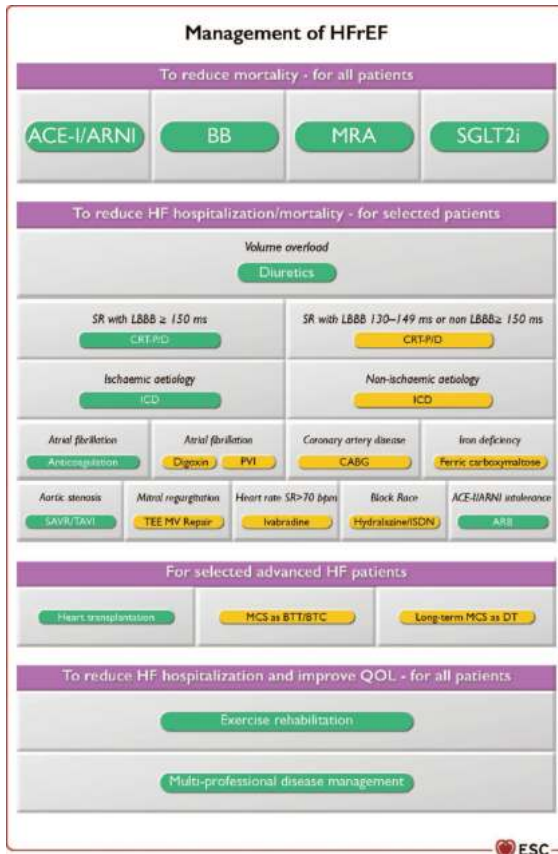 Management of HFrEF
To reduce mortality - for all patients
ACE-I/ARNI
BB
MRA
SGLT2i
To reduce HF hospitalization/mortality - for selected patients
Volume overload
Diuretics
SR with LBBB ≥ 150 ms
CRT-P/D
SR with LBBB 130–149 ms or non LBBB≥ 150 ms
CRT-P/D
Ischaemic aetiology
ICD
Non-ischaemic aetiology
ICD
Atrial fibrillation
Anticoagulation
Atrial fibrillation
Digoxin
PVI
Coronary artery disease
CABG
Iron deficiency
Ferric carboxymaltose
Aortic stenosis
SAVR/TAVI
Mitral regurgitation
TEE MV Repair
Heart rate SR>70 bpm
Ivabradine
Black Race
Hydralazine/ISDN
ACE-I/ARNI intolerance
ARB
For selected advanced HF patients
Heart transplantation
MCS as BTT/BTC
Long-term MCS as DT
To reduce HF hospitalization and improve QOL - for all patients
Exercise rehabilitation
Multi-professional disease management
ESC